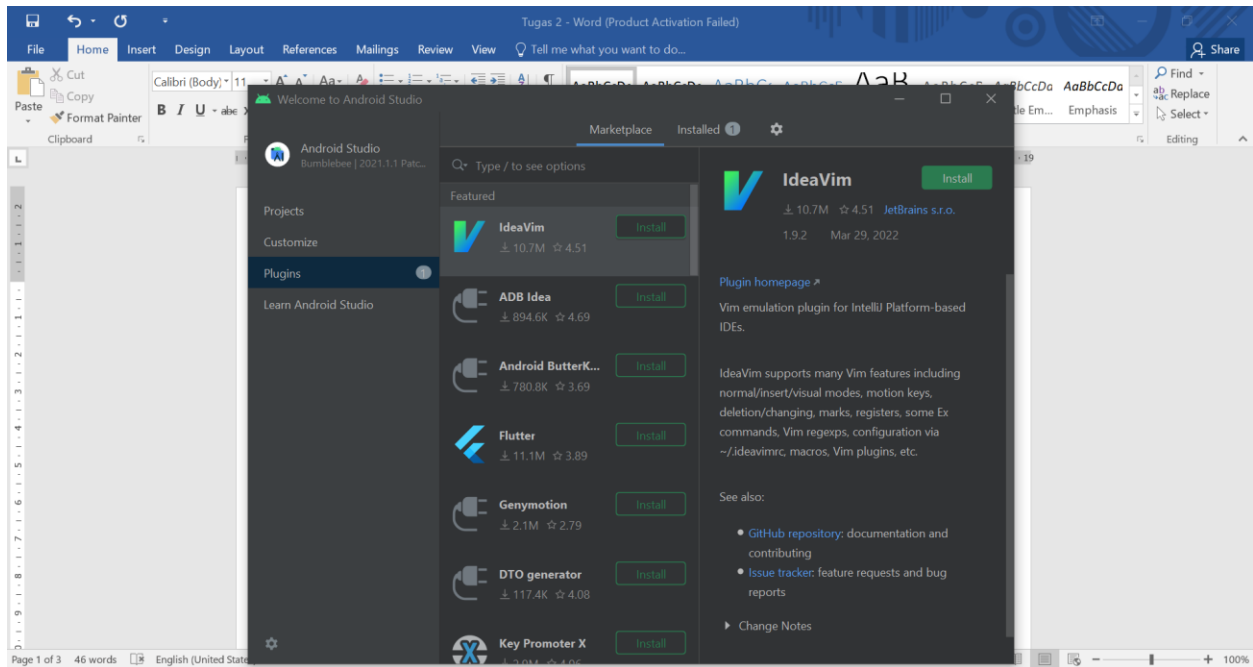 Tugas 2 - Word (Product Activation Failed)
File Home Insert Design Layout References Mailings Review View Tell me what you want to do... Share
Cut
Copy
Format Painter
Paste
Clipboard
Calibri (Body) 11
B I U abc
AaBbCcDa
Emphasis
Find
Replace
Select
Editing
Welcome to Android Studio
Android Studio
Bumblebee | 2021.1.1 Patc...
Projects
Customize
Plugins 1
Learn Android Studio
Marketplace Installed 1
Type / to see options
Featured
IdeaVim Install
10.7M 4.51
ADB Idea Install
894.6K 4.69
Android ButterK... Install
780.8K 3.69
Flutter Install
11.1M 3.89
Genymotion Install
2.1M 2.79
DTO generator Install
117.4K 4.08
Key Promoter X Install
IdeaVim Install
10.7M 4.51 JetBrains s.r.o.
1.9.2 Mar 29, 2022
Plugin homepage
Vim emulation plugin for IntelliJ Platform-based
IDEs.
IdeaVim supports many Vim features including
normal/insert/visual modes, motion keys,
deletion/changing, marks, registers, some Ex
commands, Vim regexps, configuration via
~/.ideavimrc, macros, Vim plugins, etc.
See also:
GitHub repository: documentation and
contributing
Issue tracker: feature requests and bug
reports
Change Notes
Page 1 of 3 46 words English (United State
100%